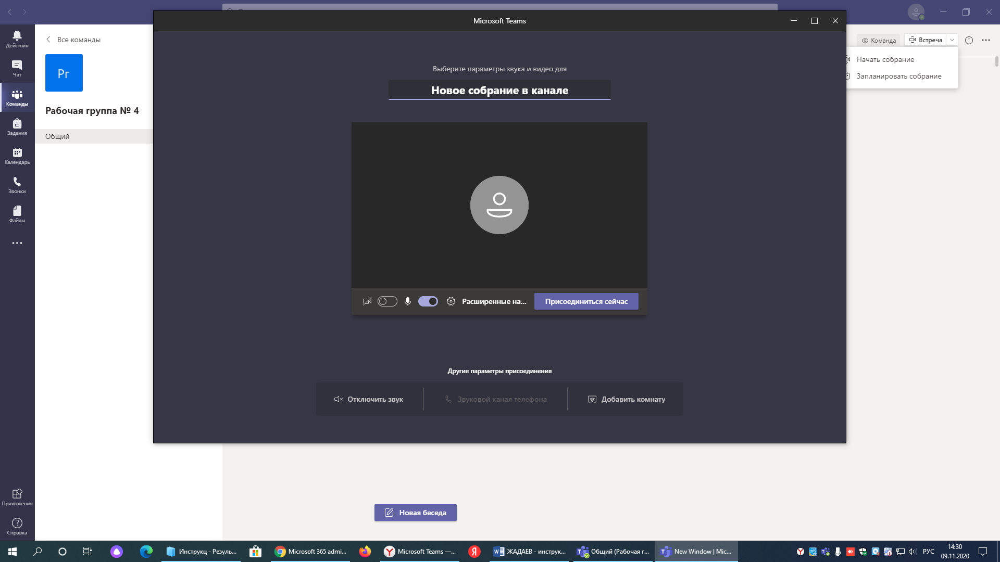 Microsoft Teams
Действия
Чат
Команды
Задания
Календарь
Звонки
Файлы
Приложения
Справка
Все команды
Рг
Рабочая группа № 4
Общий
Выберите параметры звука и видео для
Новое собрание в канале
Расширенные на...
Присоединиться сейчас
Другие параметры присоединения
Отключить звук
Звуковой канал телефона
Добавить комнату
Команда
Встреча
Начать собрание
Запланировать собрание
Новая беседа
Инструкц - Резуль...
Microsoft 365 admi...
Microsoft Teams —...
Я
ЖАДАЕВ - инструк...
Общий (Рабочая г...
New Window | Mic...
РУС
14:30
09.11.2020